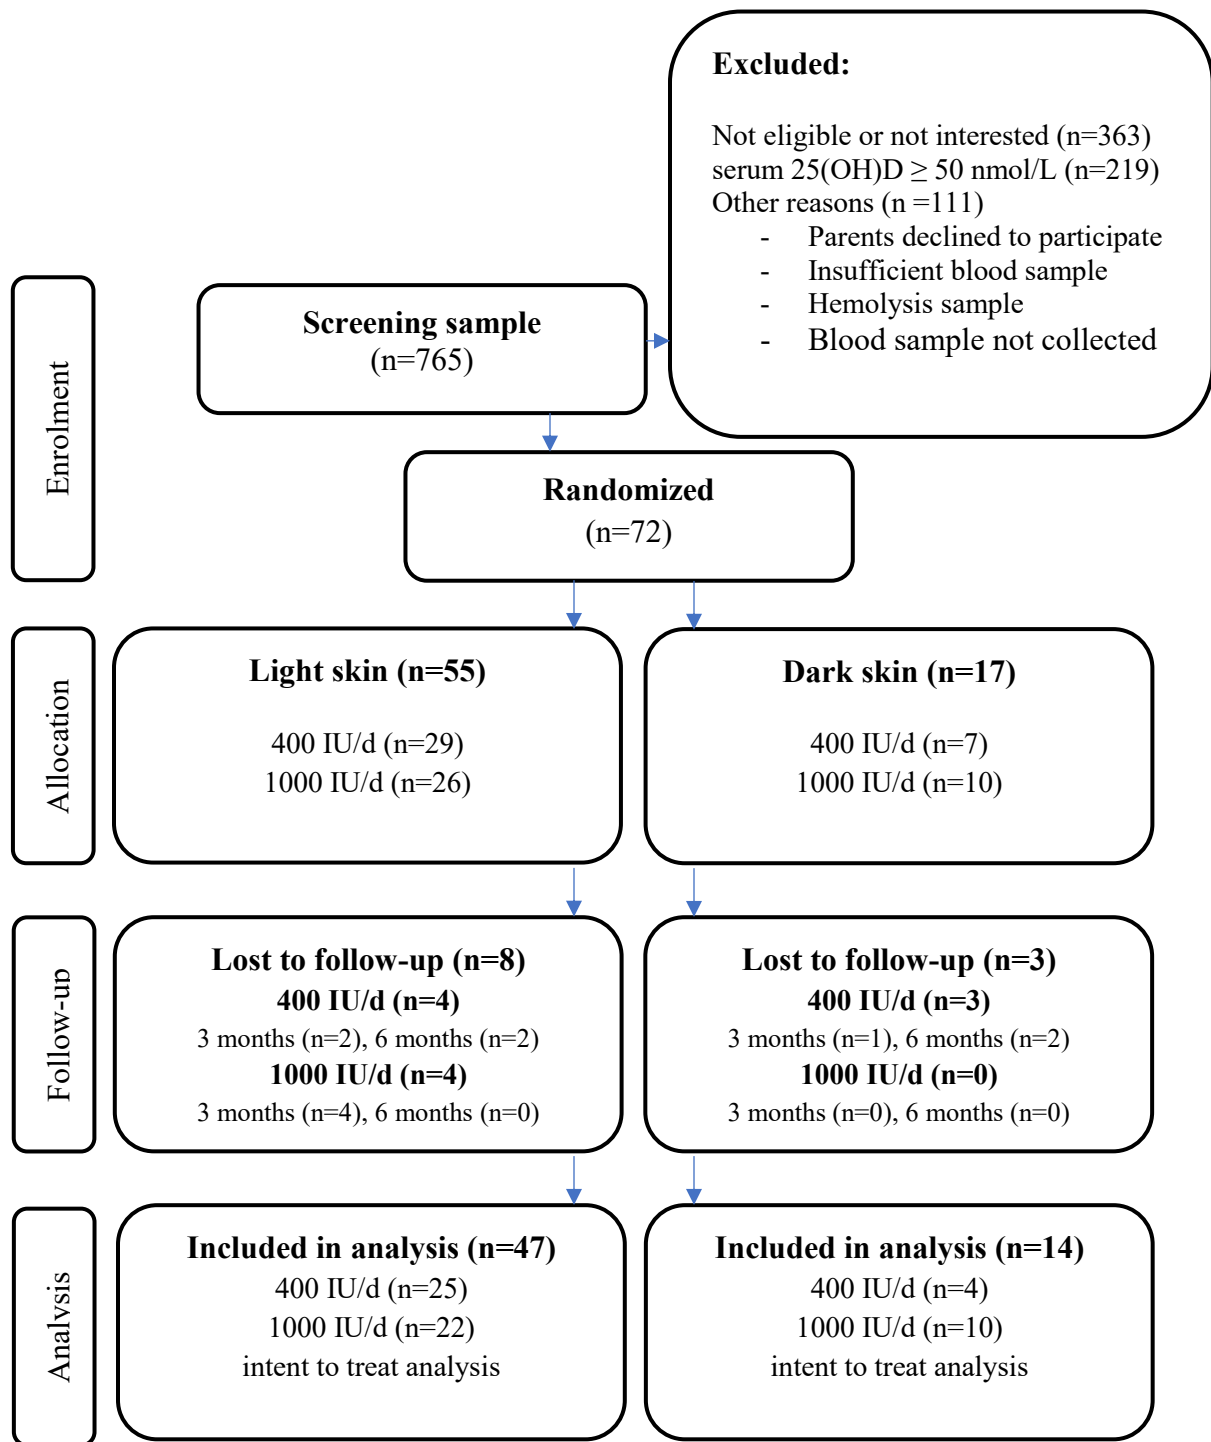 Excluded:
Not eligible or not interested (n=363)
serum 25(OH)D ≥ 50 nmol/L (n=219)
Other reasons (n =111)
- Parents declined to participate
- Insufficient blood sample
- Hemolysis sample
- Blood sample not collected
Enrolment
Screening sample
(n=765)
Randomized
(n=72)
Allocation
Light skin (n=55)
400 IU/d (n=29)
1000 IU/d (n=26)
Dark skin (n=17)
400 IU/d (n=7)
1000 IU/d (n=10)
Follow-up
Lost to follow-up (n=8)
400 IU/d (n=4)
3 months (n=2), 6 months (n=2)
1000 IU/d (n=4)
3 months (n=4), 6 months (n=0)
Lost to follow-up (n=3)
400 IU/d (n=3)
3 months (n=1), 6 months (n=2)
1000 IU/d (n=0)
3 months (n=0), 6 months (n=0)
Analysis
Included in analysis (n=47)
400 IU/d (n=25)
1000 IU/d (n=22)
intent to treat analysis
Included in analysis (n=14)
400 IU/d (n=4)
1000 IU/d (n=10)
intent to treat analysis